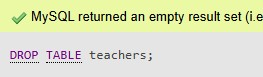 MySQL returned an empty result set (i.e
DROP TABLE teachers;